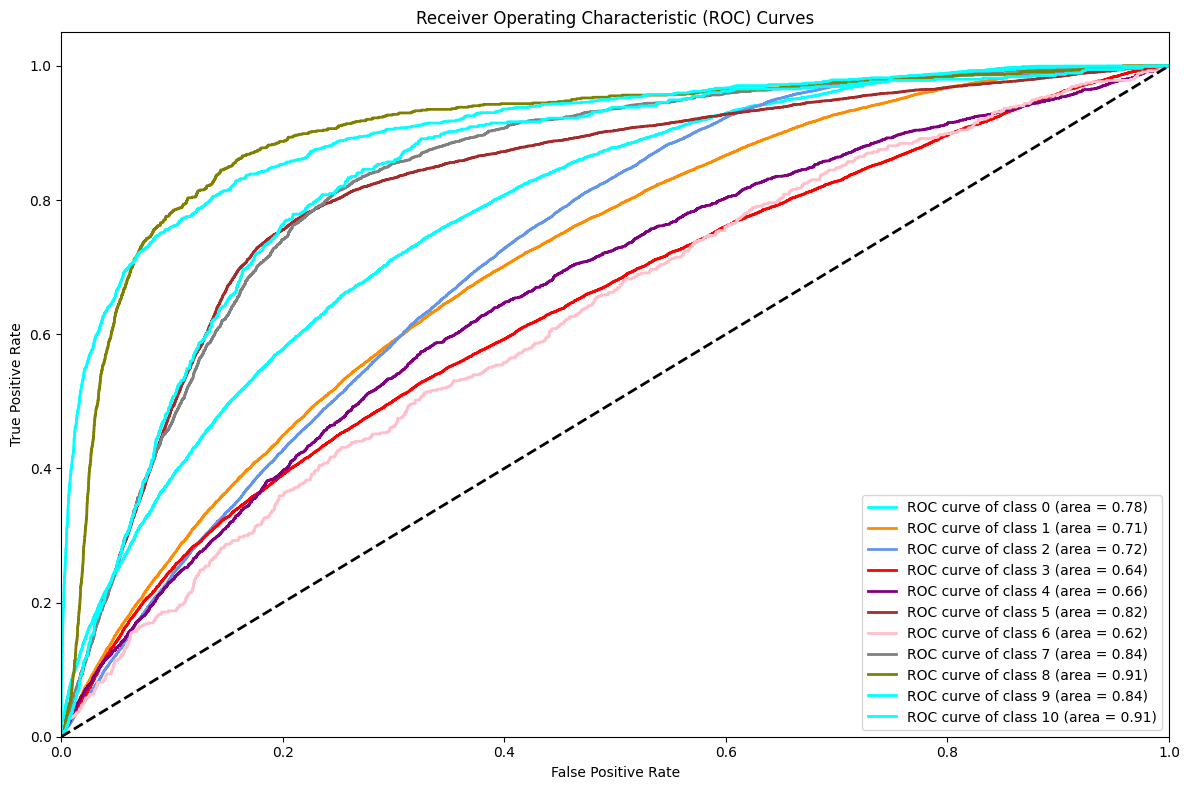 Receiver Operating Characteristic (ROC) Curves
1.0
0.8
0.6
0.4
0.2
0.0
True Positive Rate
ROC curve of class 0 (area = 0.78)
ROC curve of class 1 (area = 0.71)
ROC curve of class 2 (area = 0.72)
ROC curve of class 3 (area = 0.64)
ROC curve of class 4 (area = 0.66)
ROC curve of class 5 (area = 0.82)
ROC curve of class 6 (area = 0.62)
ROC curve of class 7 (area = 0.84)
ROC curve of class 8 (area = 0.91)
ROC curve of class 9 (area = 0.84)
ROC curve of class 10 (area = 0.91)
0.0 0.2 0.4 0.6 0.8 1.0
False Positive Rate